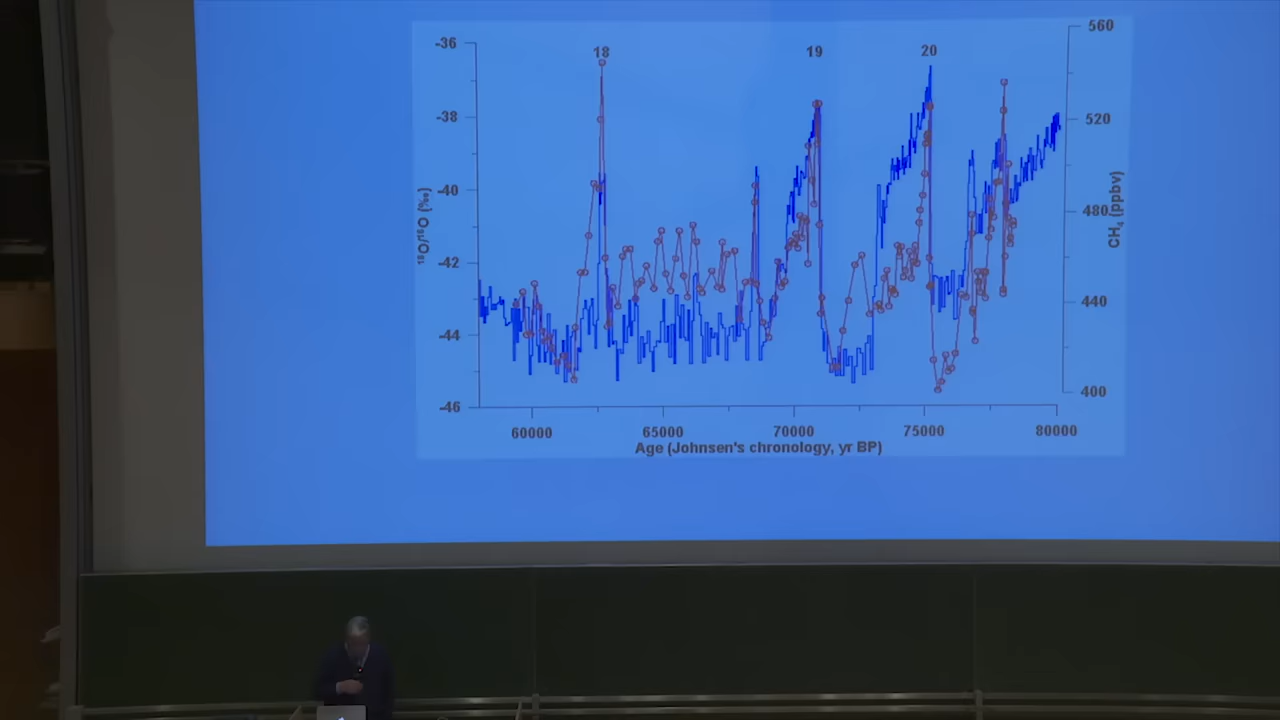 560
-36
18 19 20
-38
520
-40
480
-42
440
-44
400
-46
¹⁸O/¹⁶O (‰)
CH₄ (ppbv)
60000 65000 70000 75000 80000
Age (Johnsen's chronology, yr BP)